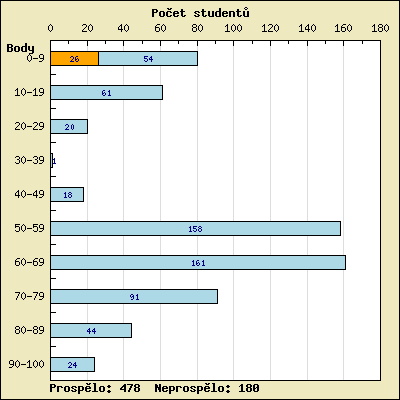 Počet studentů
0 20 40 60 80 100 120 140 160 180
Body
0-9 26 54
10-19 61
20-29 20
30-39 1
40-49 18
50-59 158
60-69 161
70-79 91
80-89 44
90-100 24
Prospělo: 478 Neprospělo: 180